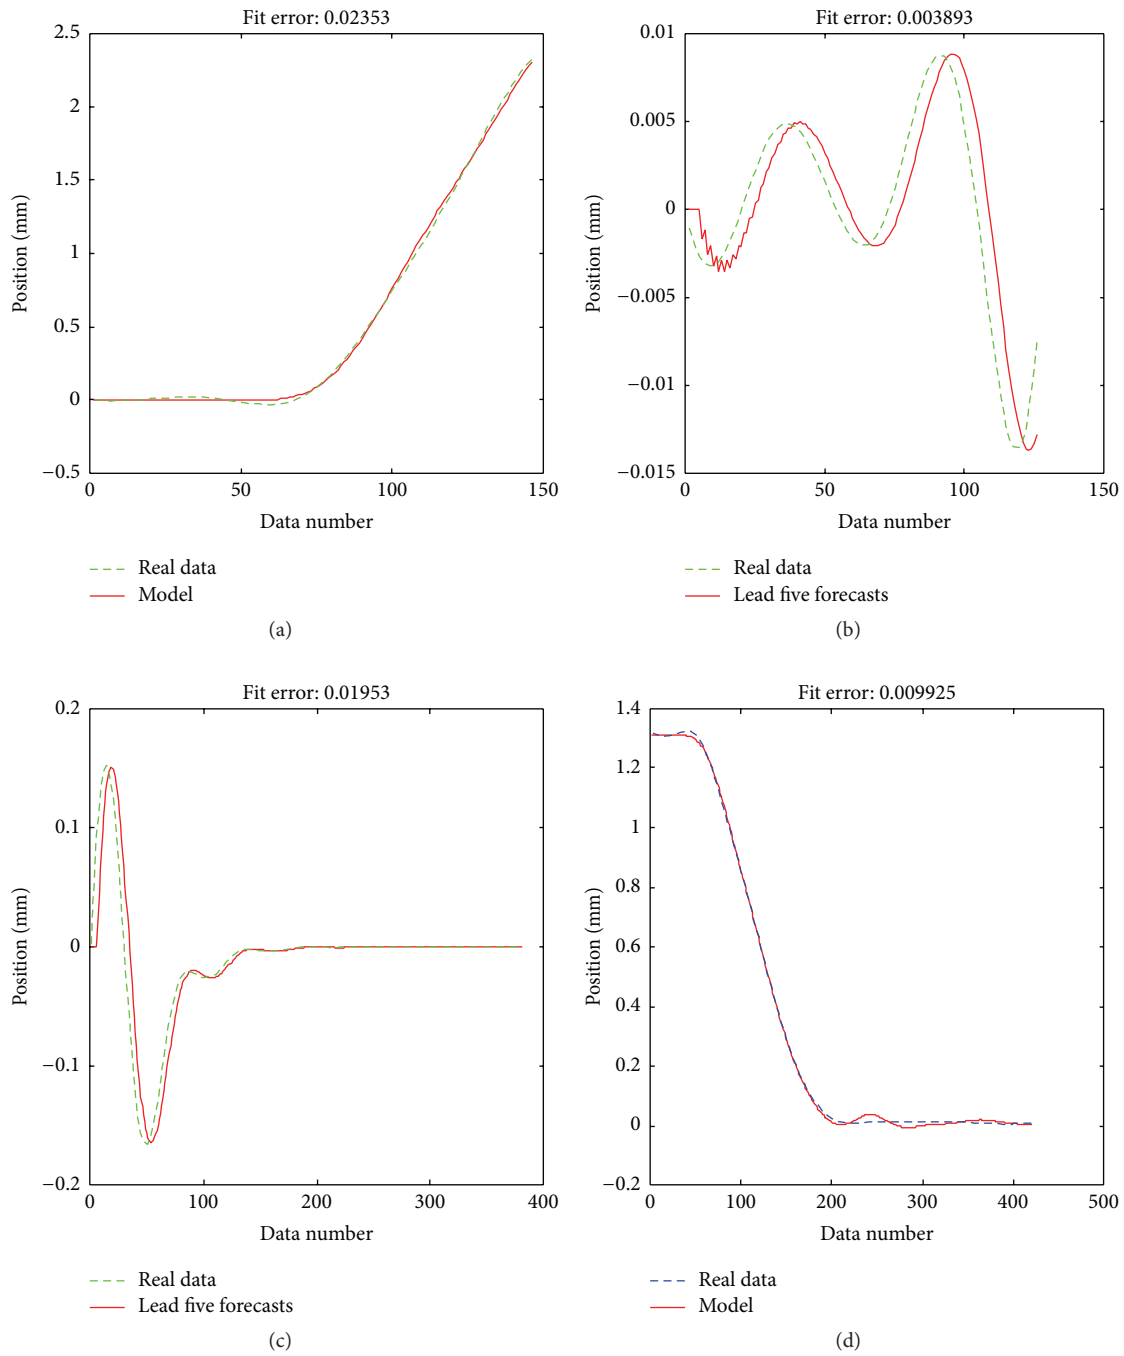 Fit error: 0.02353
2.5
2
1.5
1
0.5
0
−0.5
0 50 100 150
Position (mm)
Data number
Real data
Model
(a)
Fit error: 0.003893
0.01
0.005
0
−0.005
−0.01
−0.015
0 50 100 150
Position (mm)
Data number
Real data
Lead five forecasts
(b)
Fit error: 0.01953
0.2
0.1
0
−0.1
−0.2
0 100 200 300 400
Position (mm)
Data number
Real data
Lead five forecasts
(c)
Fit error: 0.009925
1.4
1.2
1
0.8
0.6
0.4
0.2
0
−0.2
0 100 200 300 400 500
Position (mm)
Data number
Real data
Model
(d)